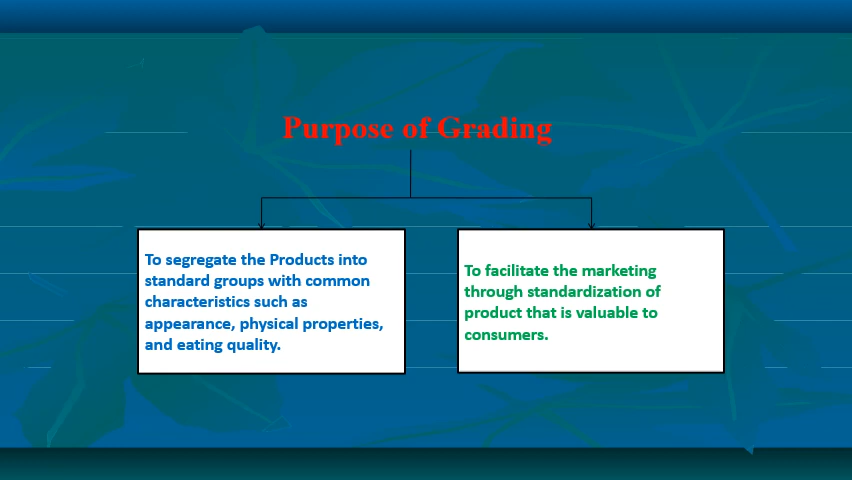 Purpose of Grading
To segregate the Products into
standard groups with common
characteristics such as
appearance, physical properties,
and eating quality.
To facilitate the marketing
through standardization of
product that is valuable to
consumers.